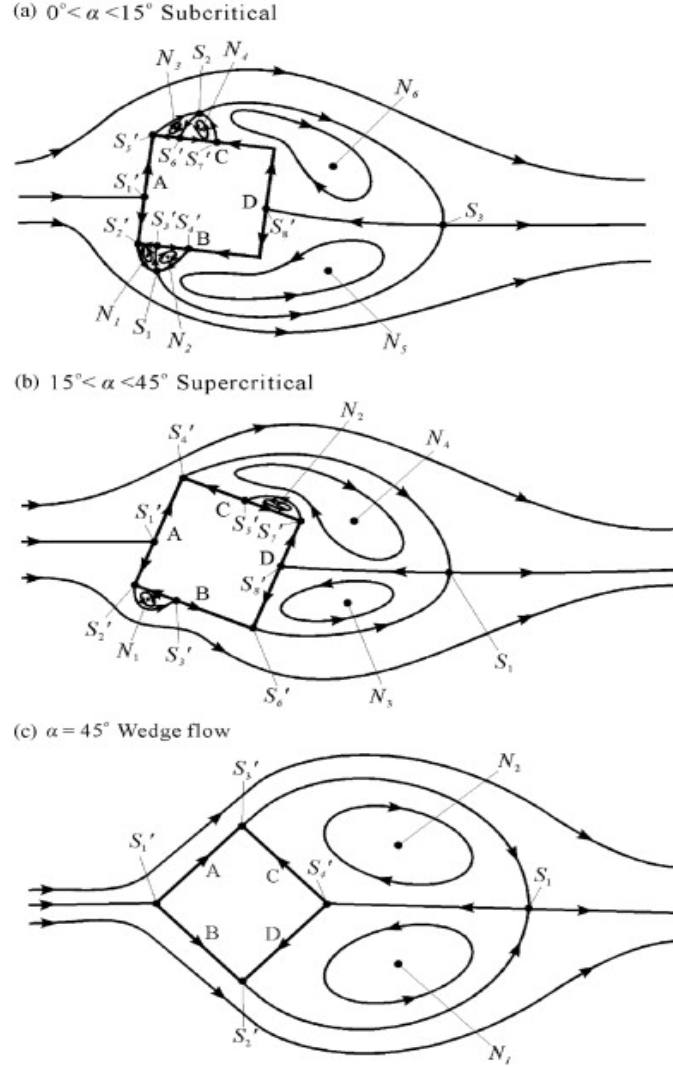 (a) 0°< α <15° Subcritical
N₃ S₂ N₄
N₆
S₅′ S₆′ S₇′ C
S₁′ A
S₂′ S₃′ S₄′ B
D S₈′
S₃
N₁ S₁ N₂
N₅
(b) 15°< α <45° Supercritical
S₄′ N₂ N₄
S₁′ A C S₅′ S₇′
D
B S₈′
S₂′ N₁ S₃′ S₆′ N₃ S₁
(c) α = 45° Wedge flow
S₃′ N₂
S₁′ A C S₄′ S₁
B D
S₂′ N₁